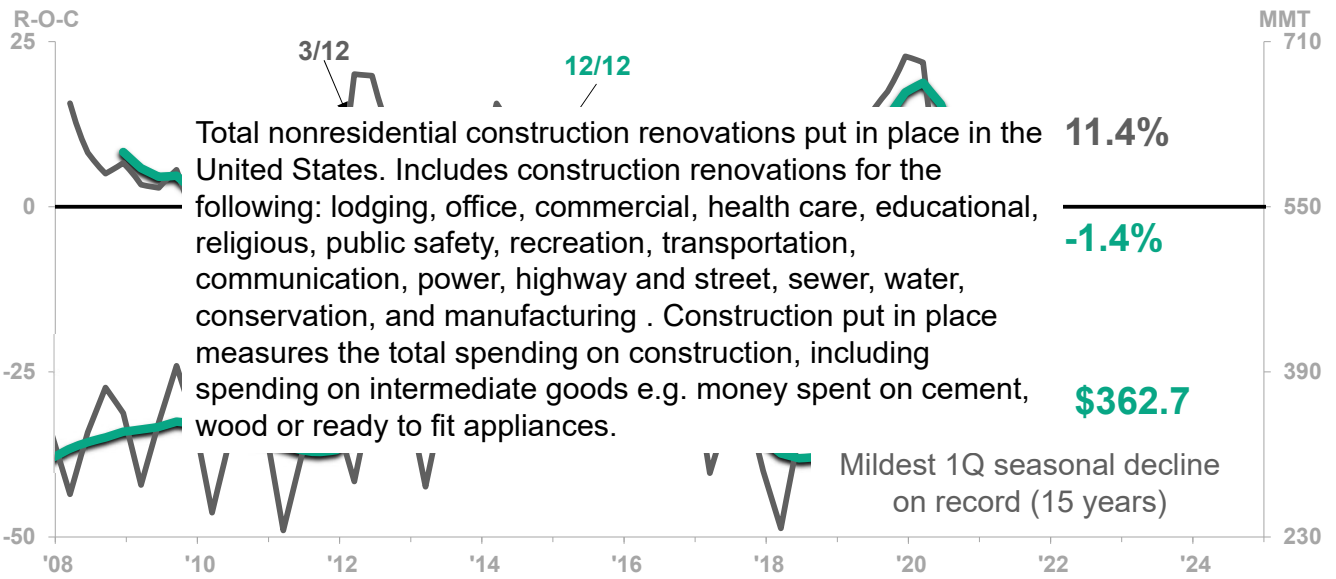 R-O-C
MMT
25
710
3/12
12/12
Total nonresidential construction renovations put in place in the
United States. Includes construction renovations for the
following: lodging, office, commercial, health care, educational,
religious, public safety, recreation, transportation,
communication, power, highway and street, sewer, water,
conservation, and manufacturing . Construction put in place
measures the total spending on construction, including
spending on intermediate goods e.g. money spent on cement,
wood or ready to fit appliances.
11.4%
0
550
-1.4%
-25
390
$362.7
Mildest 1Q seasonal decline
on record (15 years)
-50
230
'08 '10 '12 '14 '16 '18 '20 '22 '24